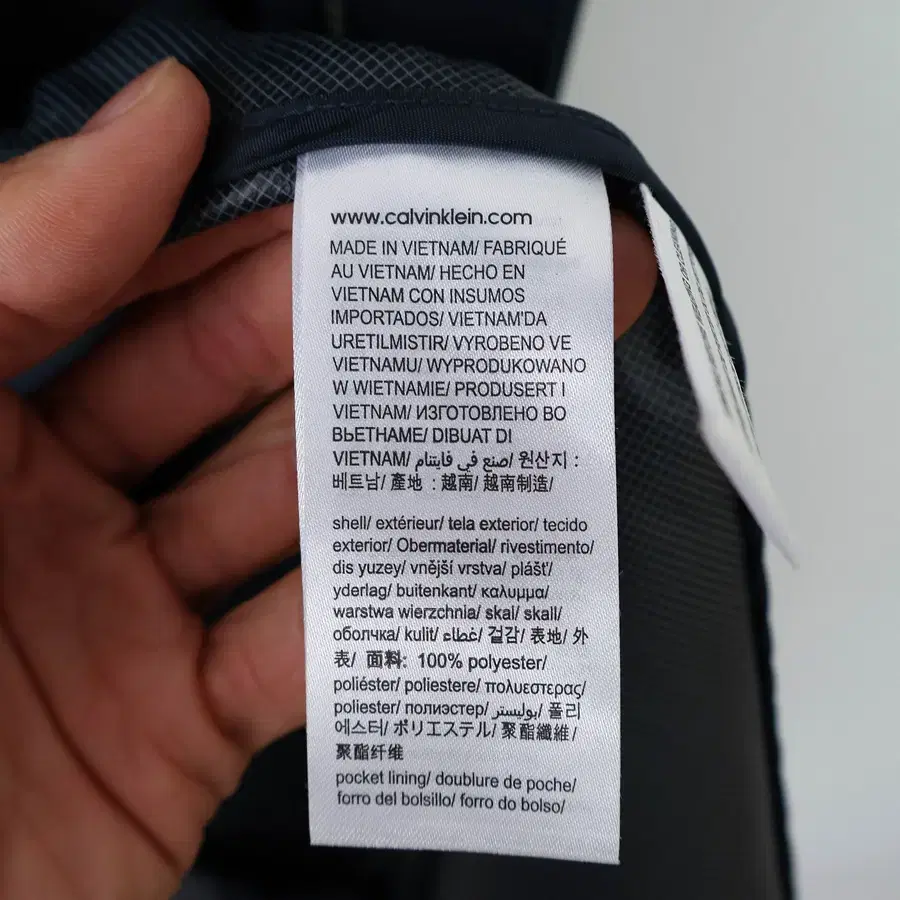 www.calvinklein.com
MADE IN VIETNAM/ FABRIQUÉ
AU VIETNAM/ HECHO EN
VIETNAM CON INSUMOS
IMPORTADOS/ VIETNAM'DA
URETILMISTIR/ VYROBENO VE
VIETNAMU/ WYPRODUKOWANO
W WIETNAMIE/ PRODUSERT I
VIETNAM/ ИЗГОТОВЛЕНО ВО
ВЬЕТНАМЕ/ DIBUAT DI
VIETNAM/ صنع في فايتنام/ 원산지 :
베트남/ 產地 : 越南/ 越南制造/
shell/ extérieur/ tela exterior/ tecido
exterior/ Obermaterial/ rivestimento/
dis yuzey/ vnější vrstva/ plášť/
yderlag/ buitenkant/ καλυμμα/
warstwa wierzchnia/ skal/ skall/
оболчка/ kulit/ غطاء/ 겉감/ 表地/ 外
表/ 面料: 100% polyester/
poliéster/ poliestere/ πολυεστερας/
poliester/ полиэстер/ بوليستر/ 폴리
에스터/ ポリエステル/ 聚酯纖維/
聚酯纤维
pocket lining/ doublure de poche/
forro del bolsillo/ forro do bolso/